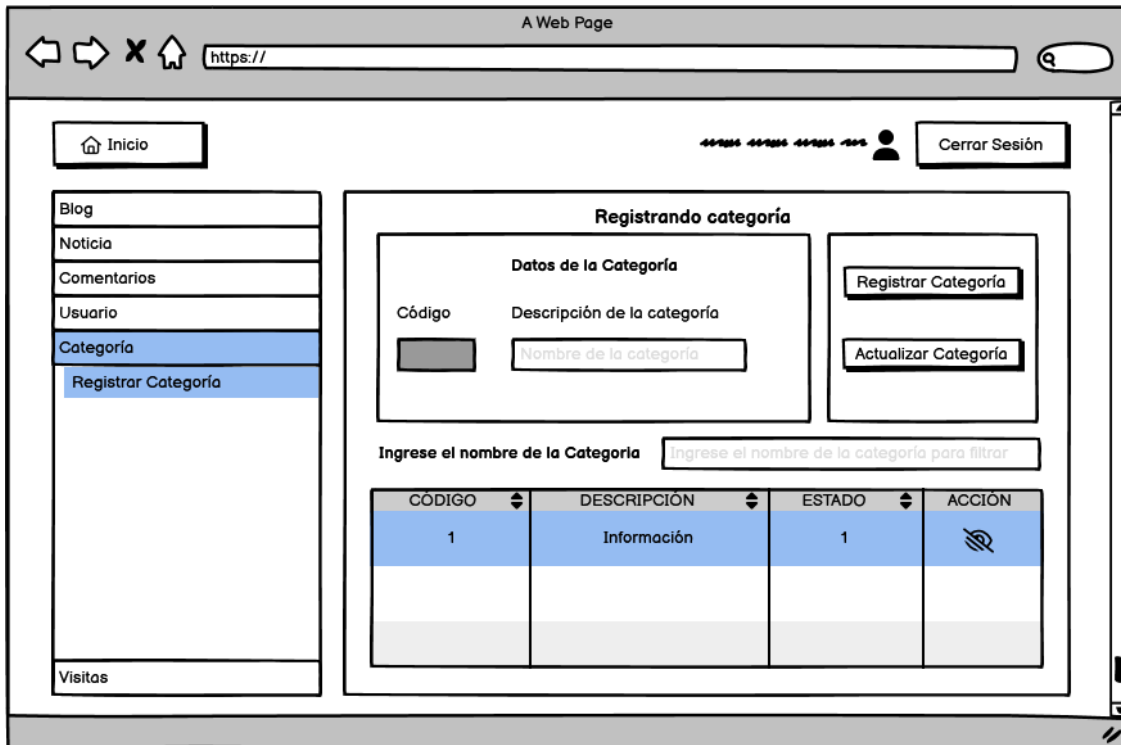 A Web Page
https://
Inicio
Cerrar Sesión
Blog
Noticia
Comentarios
Usuario
Categoría
Registrar Categoría
Visitas
Registrando categoría
Datos de la Categoría
Código
Descripción de la categoría
Nombre de la categoría
Registrar Categoría
Actualizar Categoría
Ingrese el nombre de la Categoria
Ingrese el nombre de la categoría para filtrar
CÓDIGO DESCRIPCIÓN ESTADO ACCIÓN
1 Información 1